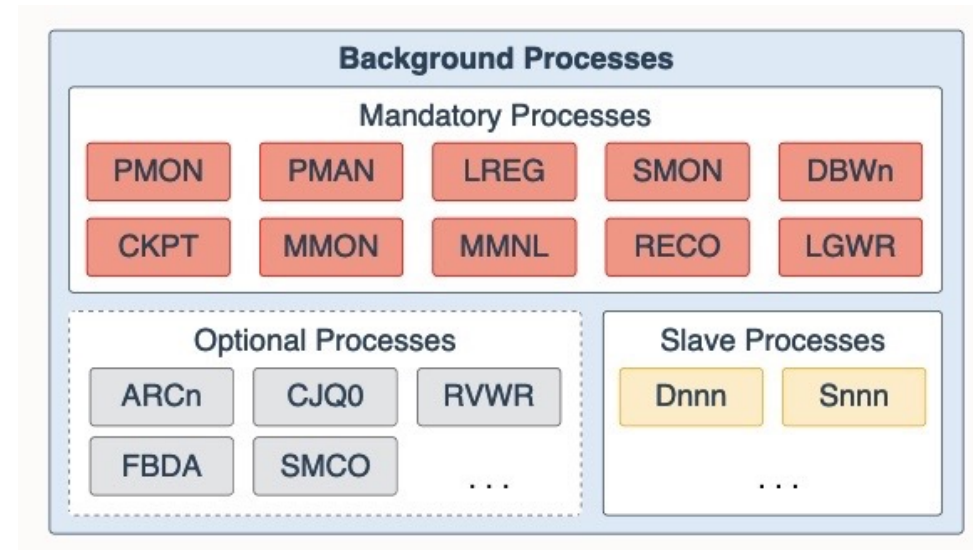 Background Processes
Mandatory Processes
PMON PMAN LREG SMON DBWn
CKPT MMON MMNL RECO LGWR
Optional Processes
ARCn CJQ0 RVWR
FBDA SMCO ...
Slave Processes
Dnnn Snnn
...